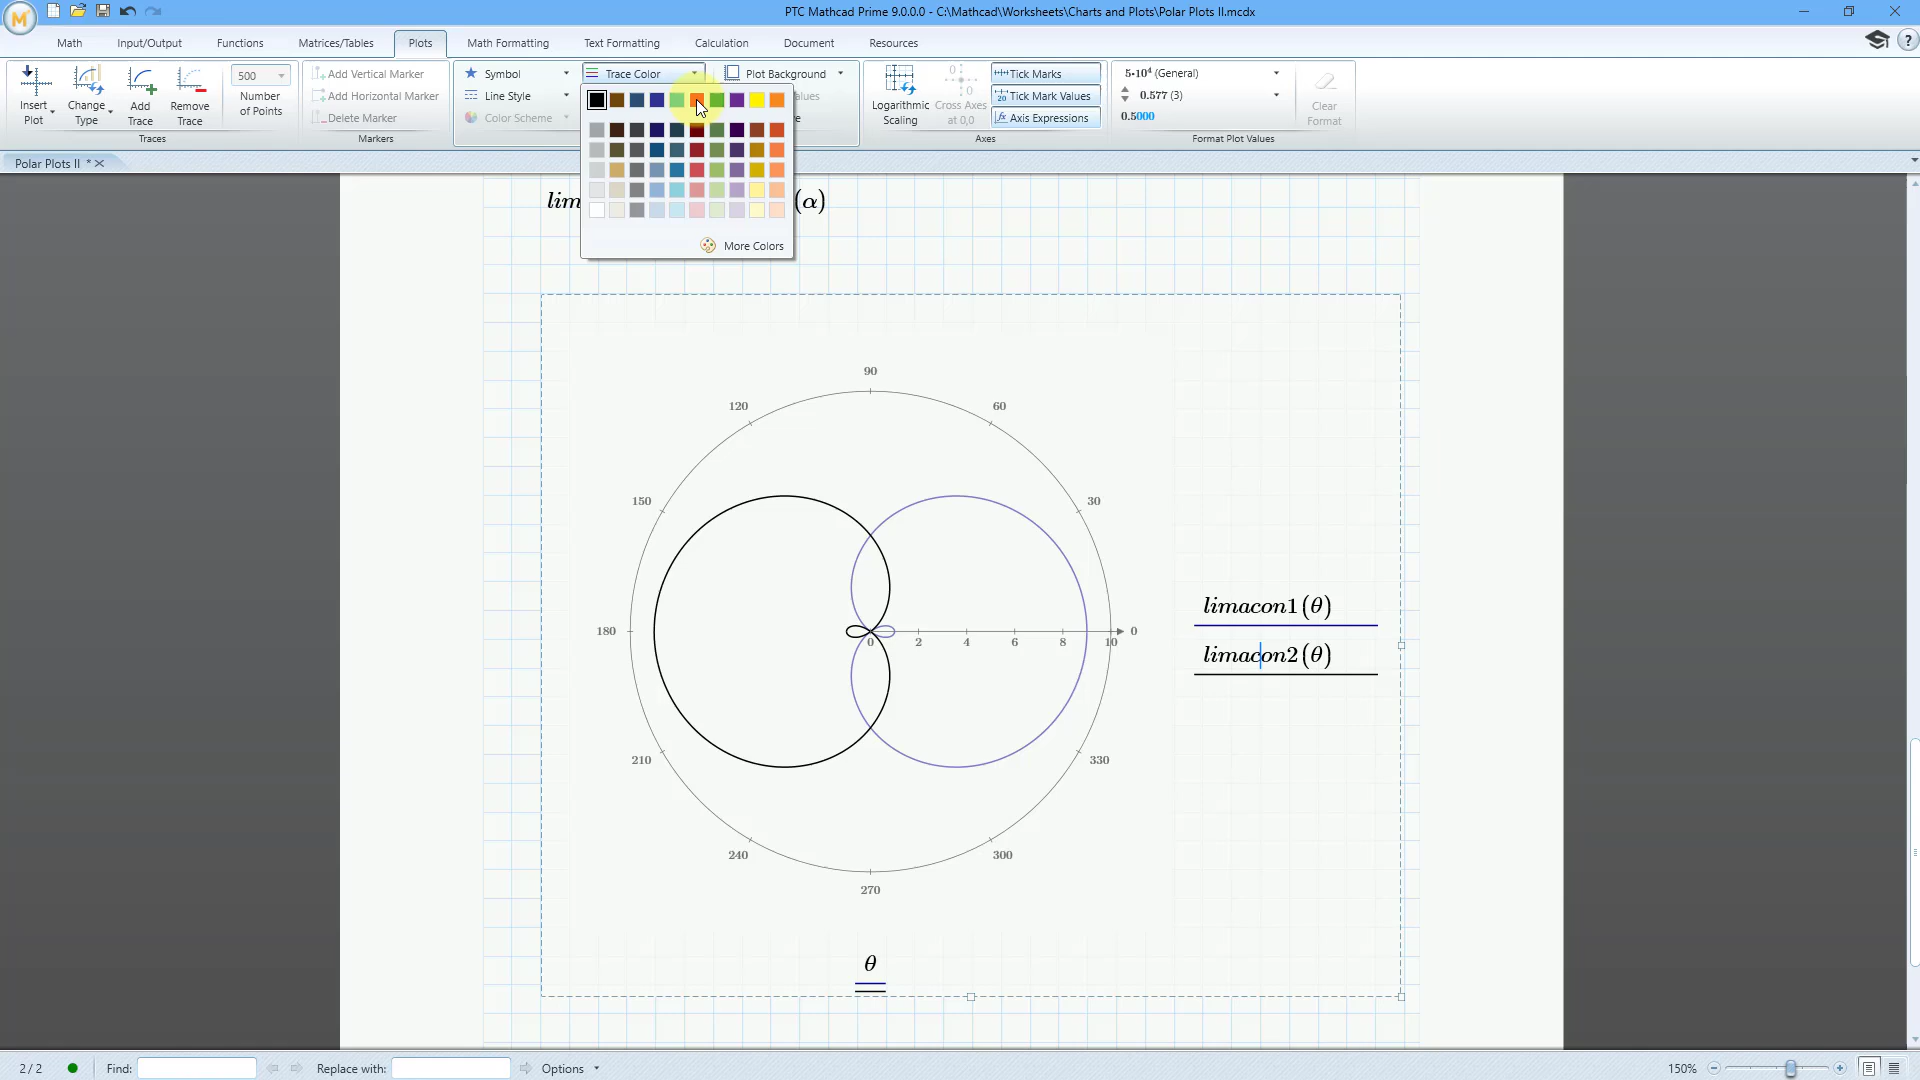 PTC Mathcad Prime 9.0.0.0 - C:\Mathcad\Worksheets\Charts and Plots\Polar Plots II.mcdx
Math Input/Output Functions Matrices/Tables Plots Math Formatting Text Formatting Calculation Document Resources
Insert Plot
Change Type
Add Trace
Remove Trace
500
Number of Points
Traces
Add Vertical Marker
Add Horizontal Marker
Delete Marker
Markers
Symbol
Line Style
Color Scheme
Trace Color
Plot Background
More Colors
Logarithmic Scaling
0
0
Cross Axes at 0,0
Tick Marks
20 Tick Mark Values
fx Axis Expressions
Axes
5•10⁴ (General)
0.577 (3)
0.5000
Clear Format
Format Plot Values
Polar Plots II *
lim
(α)
90
120
60
150
30
180
0
2
4
6
8
10
0
210
330
240
300
270
limacon1(θ)
limacon2(θ)
θ
2 / 2
Find:
Replace with:
Options
150%